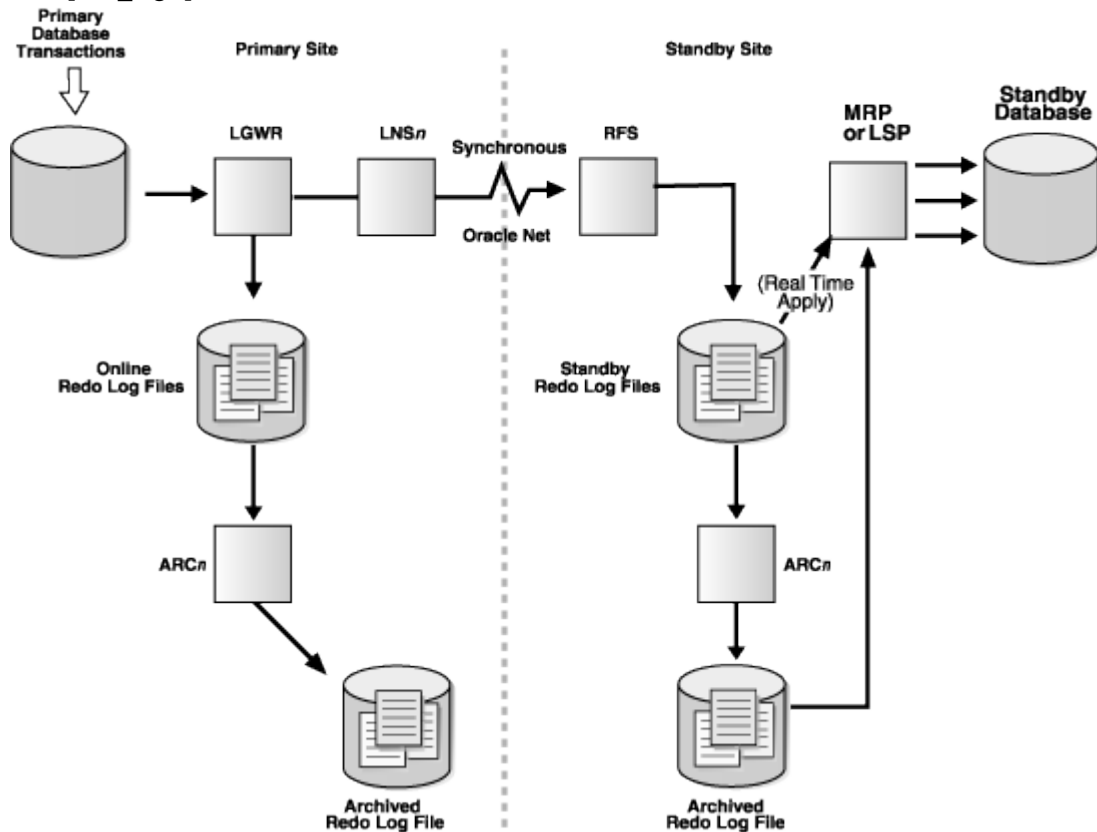 Primary
Database
Transactions
Primary Site
Standby Site
LGWR
LNSn
Synchronous
Oracle Net
RFS
MRP
or LSP
Standby
Database
(Real Time
Apply)
Online
Redo Log Files
Standby
Redo Log Files
ARCn
ARCn
Archived
Redo Log File
Archived
Redo Log File